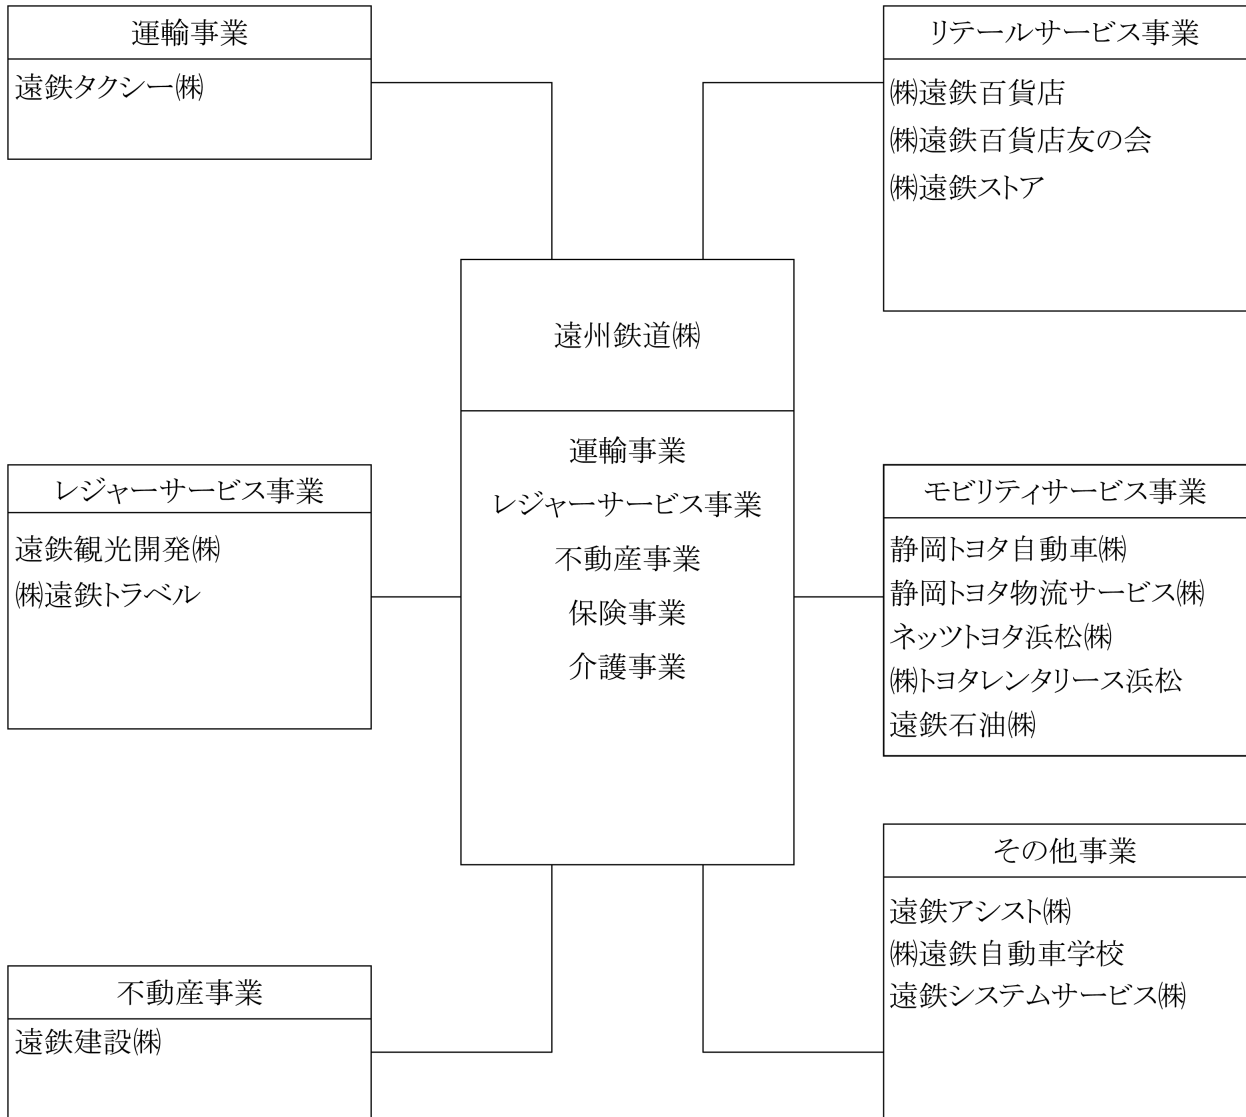 運輸事業
遠鉄タクシー㈱
リテールサービス事業
㈱遠鉄百貨店
㈱遠鉄百貨店友の会
㈱遠鉄ストア
遠州鉄道㈱
運輸事業
レジャーサービス事業
不動産事業
保険事業
介護事業
レジャーサービス事業
遠鉄観光開発㈱
㈱遠鉄トラベル
モビリティサービス事業
静岡トヨタ自動車㈱
静岡トヨタ物流サービス㈱
ネッツトヨタ浜松㈱
㈱トヨタレンタリース浜松
遠鉄石油㈱
不動産事業
遠鉄建設㈱
その他事業
遠鉄アシスト㈱
㈱遠鉄自動車学校
遠鉄システムサービス㈱